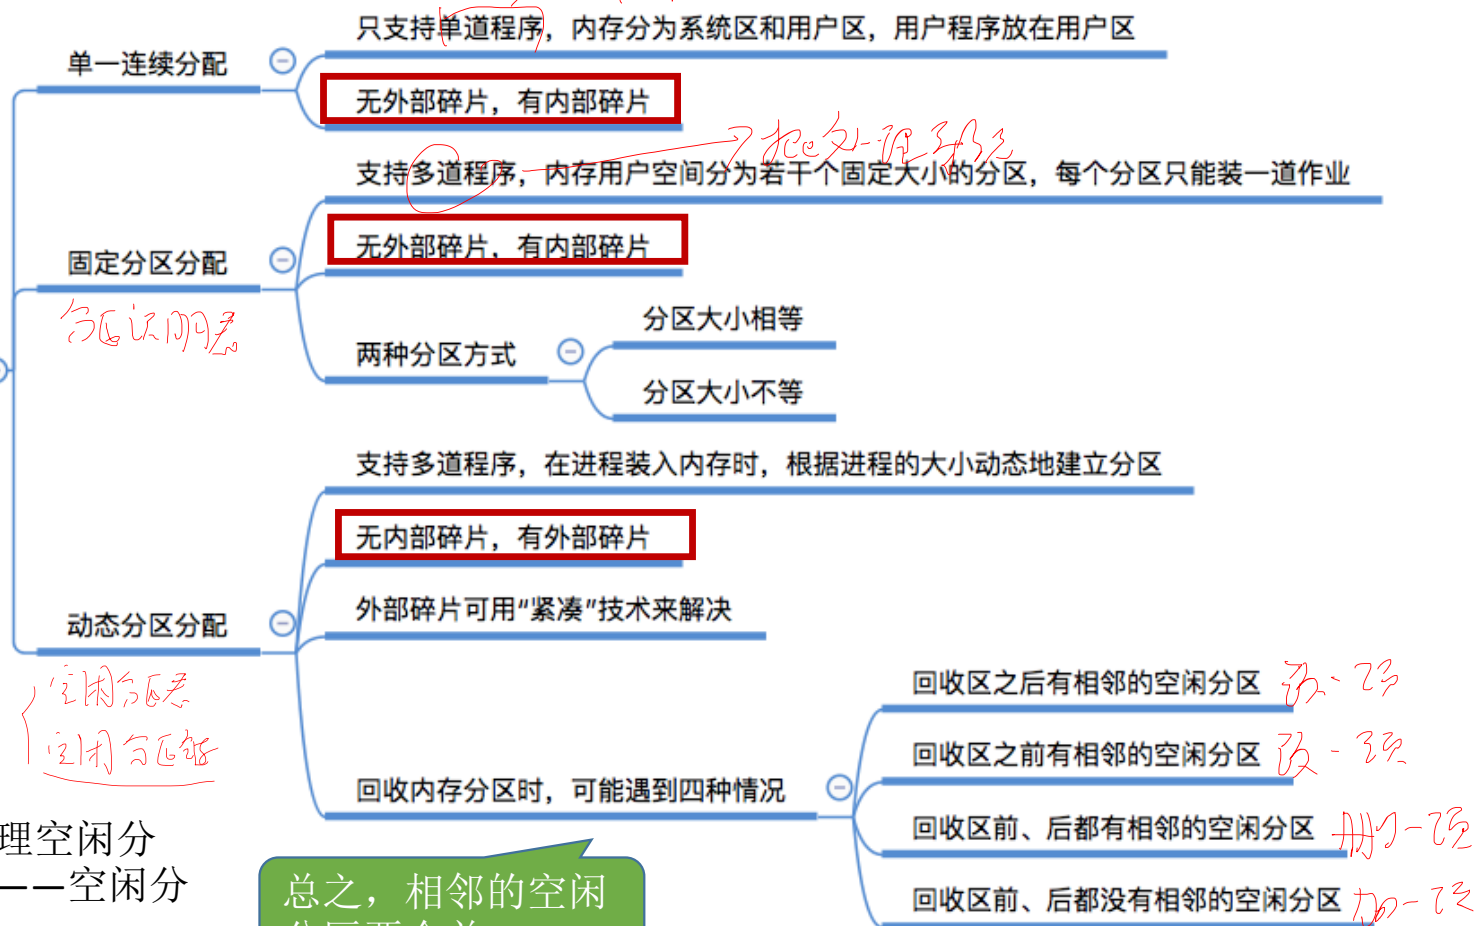 单一连续分配
只支持单道程序，内存分为系统区和用户区，用户程序放在用户区
无外部碎片，有内部碎片
支持多道程序，内存用户空间分为若干个固定大小的分区，每个分区只能装一道作业
固定分区分配
分区说明表
无外部碎片，有内部碎片
两种分区方式
分区大小相等
分区大小不等
动态分区分配
空闲分区表
空闲分区链
支持多道程序，在进程装入内存时，根据进程的大小动态地建立分区
无内部碎片，有外部碎片
外部碎片可用“紧凑”技术来解决
回收内存分区时，可能遇到四种情况
回收区之后有相邻的空闲分区 改一项
回收区之前有相邻的空闲分区 改一项
回收区前、后都有相邻的空闲分区 删一项
回收区前、后都没有相邻的空闲分区 加一项
理空闲分
——空闲分
总之，相邻的空闲